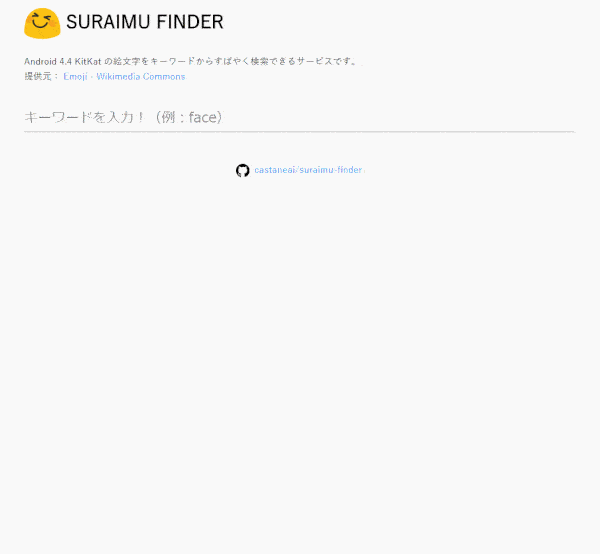 SURAIMU FINDER
Android 4.4 KitKat の絵文字をキーワードからすばやく検索できるサービスです。
提供元： Emoji - Wikimedia Commons
キーワードを入力！（例：face）
castaneai/suraimu-finder